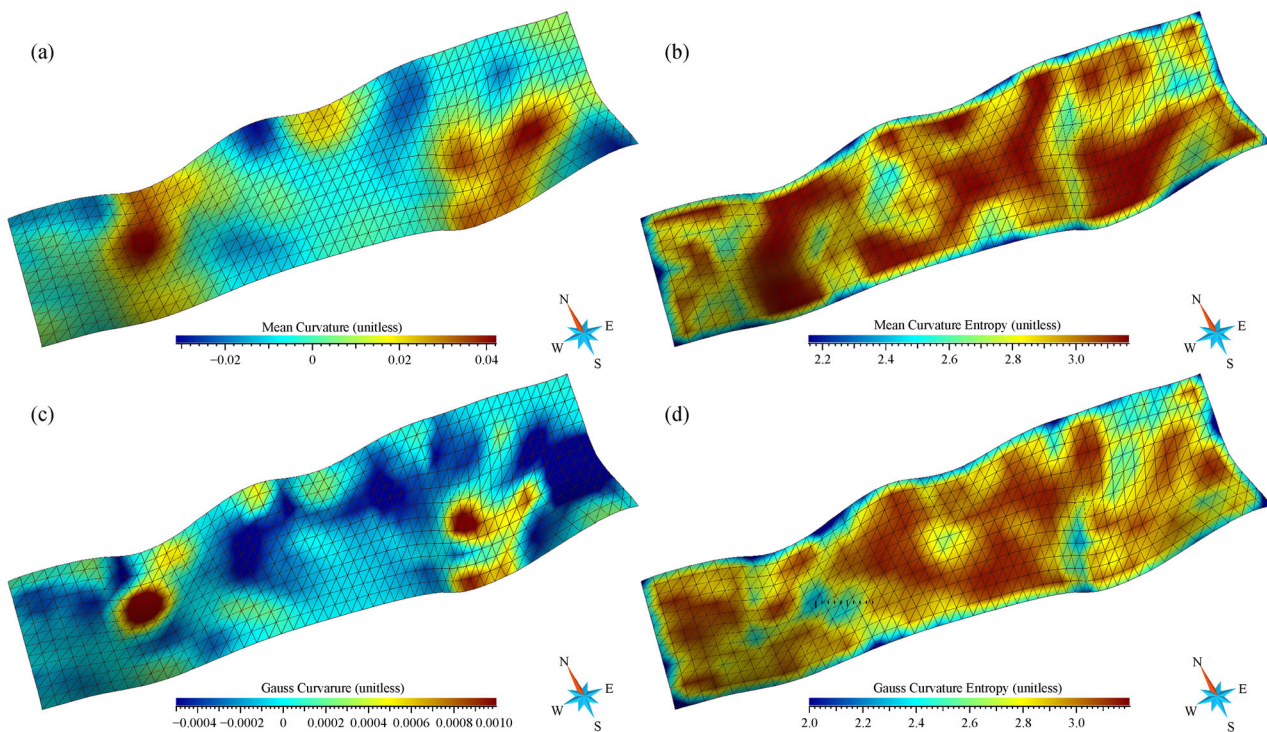 (a)
(b)
N
E
W
S
Mean Curvature (unitless)
−0.02 0 0.02 0.04
N
E
W
S
Mean Curvature Entropy (unitless)
2.2 2.4 2.6 2.8 3.0
(c)
(d)
N
E
W
S
Gauss Curvarure (unitless)
−0.0004 −0.0002 0 0.0002 0.0004 0.0006 0.0008 0.0010
N
E
W
S
Gauss Curvature Entropy (unitless)
2.0 2.2 2.4 2.6 2.8 3.0